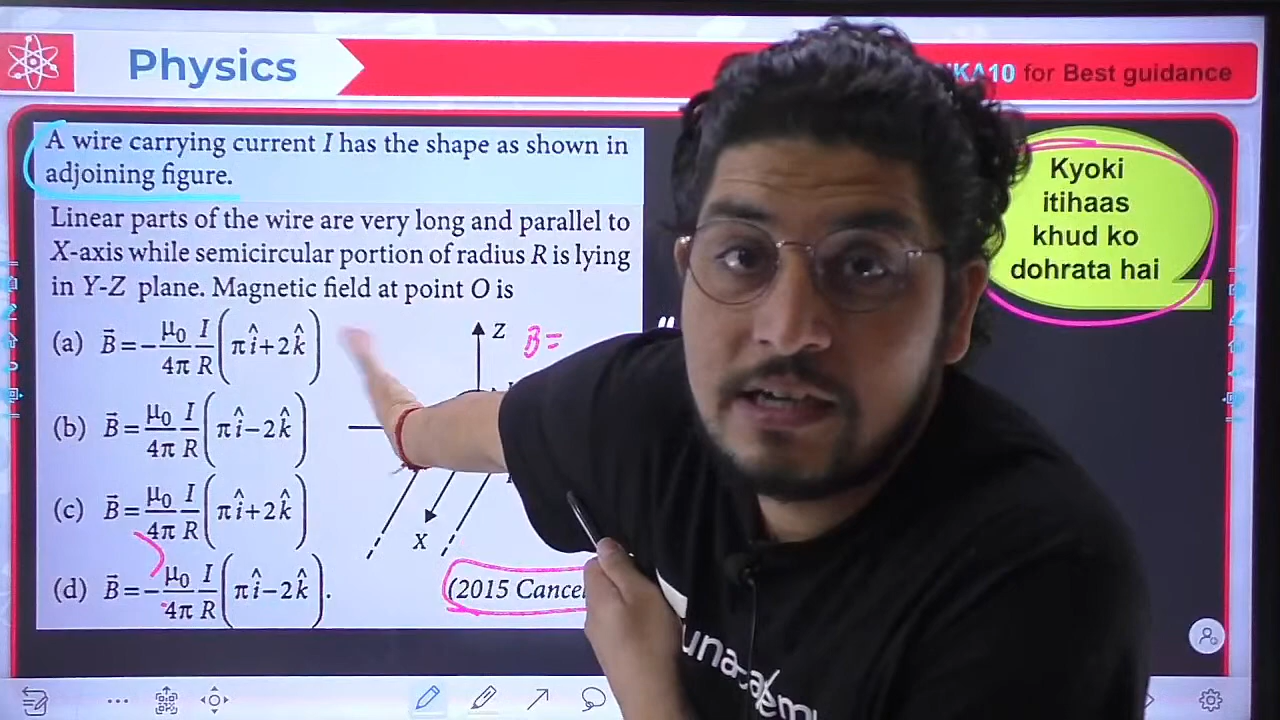 Physics
KA10 for Best guidance
A wire carrying current I has the shape as shown in
adjoining figure.
Linear parts of the wire are very long and parallel to
X-axis while semicircular portion of radius R is lying
in Y-Z plane. Magnetic field at point O is
(a) B⃗=−μ₀/4π I/R(πî+2k̂)
(b) B⃗=μ₀/4π I/R(πî−2k̂)
(c) B⃗=μ₀/4π I/R(πî+2k̂)
(d) B⃗=−μ₀/4π I/R(πî−2k̂).
Z
B=
X
(2015 Cancel
Kyoki
itihaas
khud ko
dohrata hai
unacademy